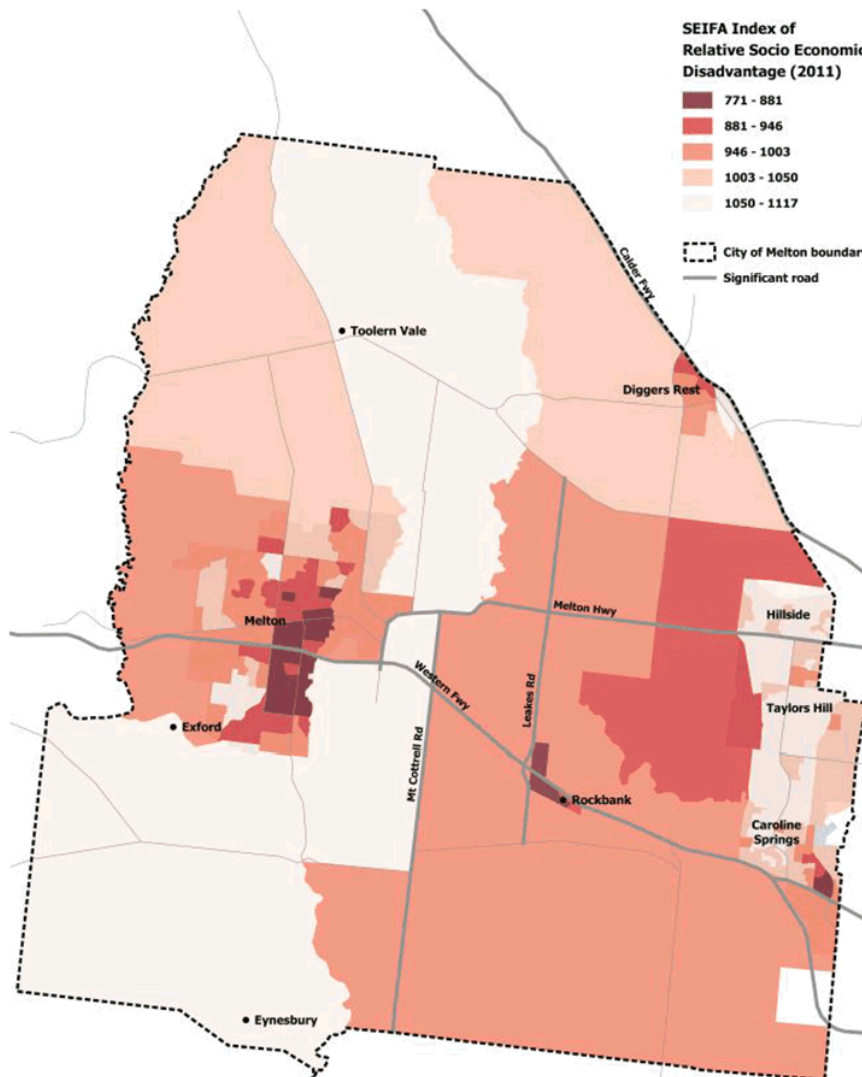 SEIFA Index of
Relative Socio Economic
Disadvantage (2011)
771 - 881
881 - 946
946 - 1003
1003 - 1050
1050 - 1117
City of Melton boundar
Significant road
Calder Fwy
Toolern Vale
Diggers Rest
Melton Hwy
Hillside
Melton
Western Fwy
Leakes Rd
Taylors Hill
Exford
Mt Cottrell Rd
Rockbank
Caroline
Springs
Eynesbury